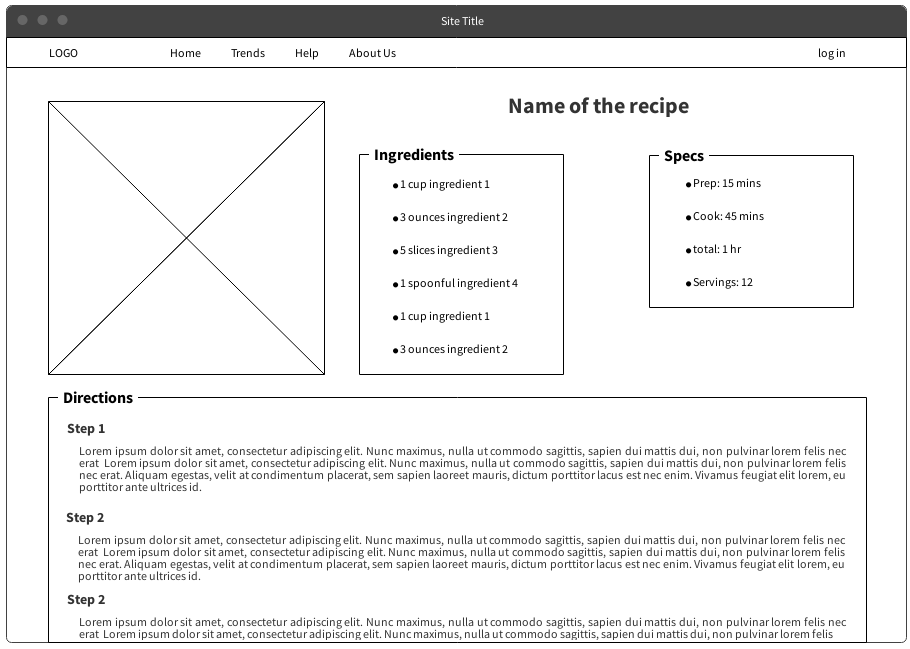 Site Title
LOGO Home Trends Help About Us log in
Name of the recipe
Ingredients
1 cup ingredient 1
3 ounces ingredient 2
5 slices ingredient 3
1 spoonful ingredient 4
1 cup ingredient 1
3 ounces ingredient 2
Specs
Prep: 15 mins
Cook: 45 mins
total: 1 hr
Servings: 12
Directions
Step 1
Lorem ipsum dolor sit amet, consectetur adipiscing elit. Nunc maximus, nulla ut commodo sagittis, sapien dui mattis dui, non pulvinar lorem felis nec
erat Lorem ipsum dolor sit amet, consectetur adipiscing elit. Nunc maximus, nulla ut commodo sagittis, sapien dui mattis dui, non pulvinar lorem felis
nec erat. Aliquam egestas, velit at condimentum placerat, sem sapien laoreet mauris, dictum porttitor lacus est nec enim. Vivamus feugiat elit lorem, eu
porttitor ante ultrices id.
Step 2
Lorem ipsum dolor sit amet, consectetur adipiscing elit. Nunc maximus, nulla ut commodo sagittis, sapien dui mattis dui, non pulvinar lorem felis nec
erat Lorem ipsum dolor sit amet, consectetur adipiscing elit. Nunc maximus, nulla ut commodo sagittis, sapien dui mattis dui, non pulvinar lorem felis
nec erat. Aliquam egestas, velit at condimentum placerat, sem sapien laoreet mauris, dictum porttitor lacus est nec enim. Vivamus feugiat elit lorem, eu
porttitor ante ultrices id.
Step 2
Lorem ipsum dolor sit amet, consectetur adipiscing elit. Nunc maximus, nulla ut commodo sagittis, sapien dui mattis dui, non pulvinar lorem felis nec
erat Lorem ipsum dolor sit amet, consectetur adipiscing elit. Nunc maximus, nulla ut commodo sagittis, sapien dui mattis dui, non pulvinar lorem felis